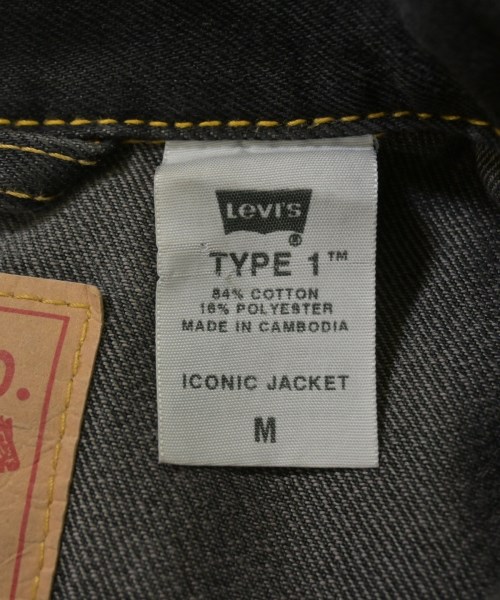 LEVI'S
®
TYPE 1™
84% COTTON
16% POLYESTER
MADE IN CAMBODIA
ICONIC JACKET
M
O.